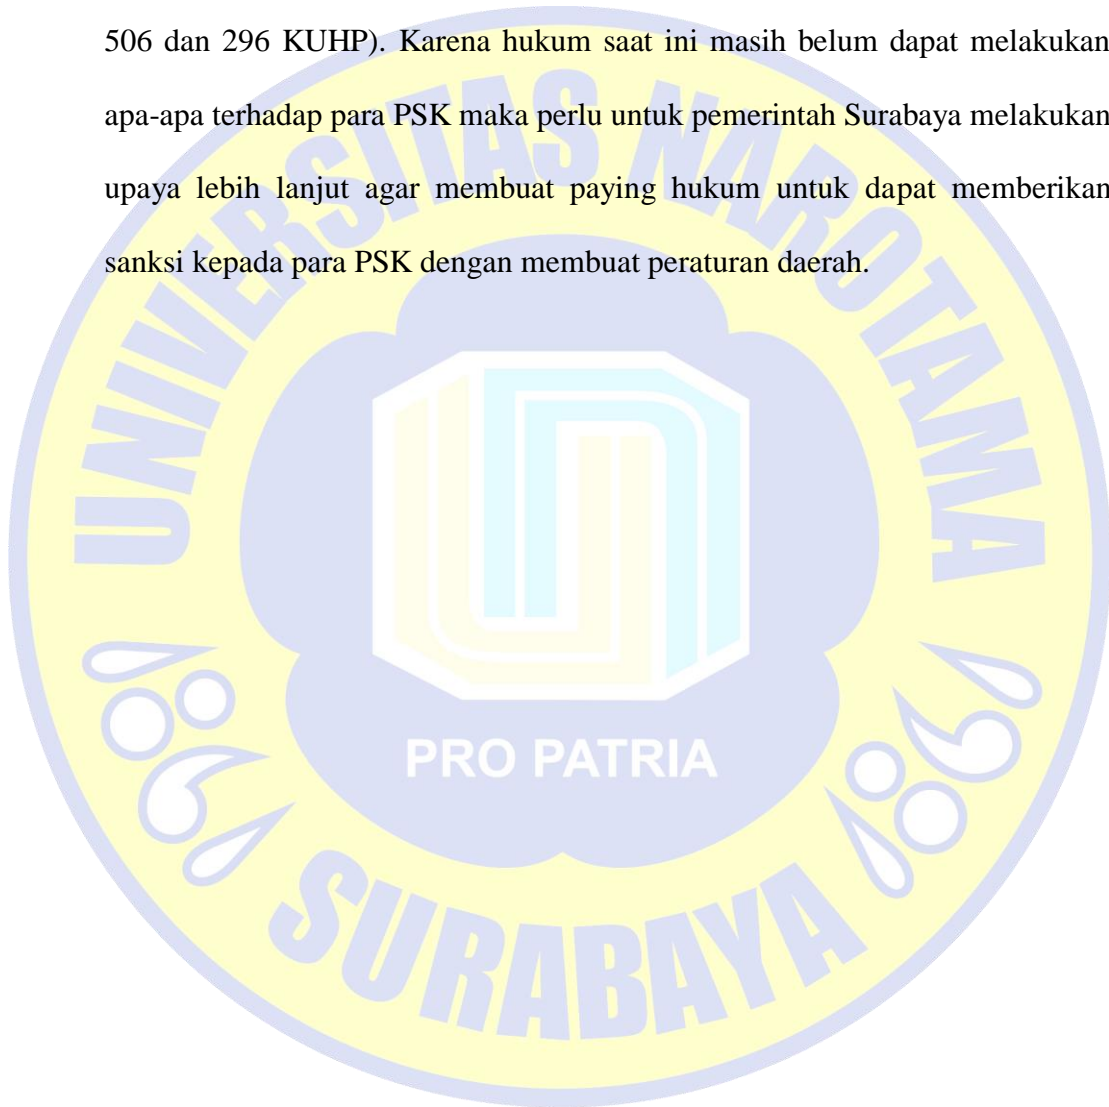 506 dan 296 KUHP). Karena hukum saat ini masih belum dapat melakukan
apa-apa terhadap para PSK maka perlu untuk pemerintah Surabaya melakukan
upaya lebih lanjut agar membuat paying hukum untuk dapat memberikan
sanksi kepada para PSK dengan membuat peraturan daerah.
UNIVERSITAS NAROTAMA
PRO PATRIA
SURABAYA